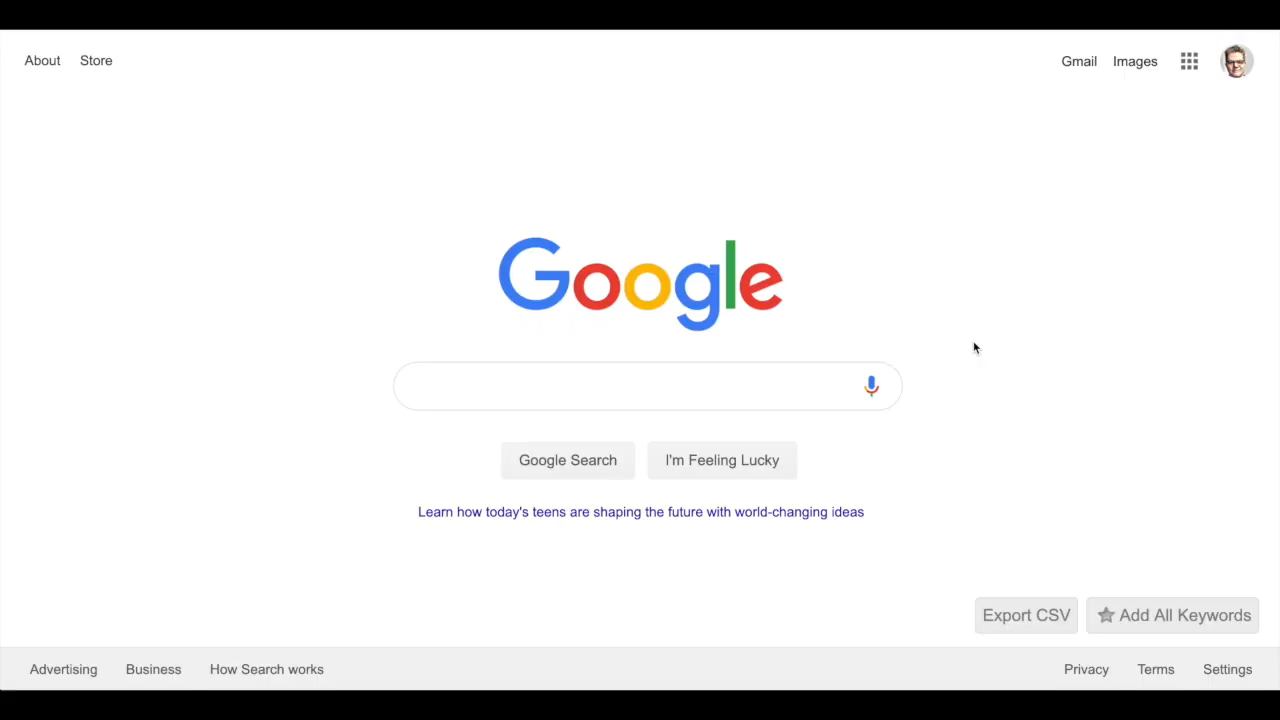 About Store
Gmail Images
Google
Google Search I'm Feeling Lucky
Learn how today's teens are shaping the future with world-changing ideas
Export CSV Add All Keywords
Advertising Business How Search works
Privacy Terms Settings